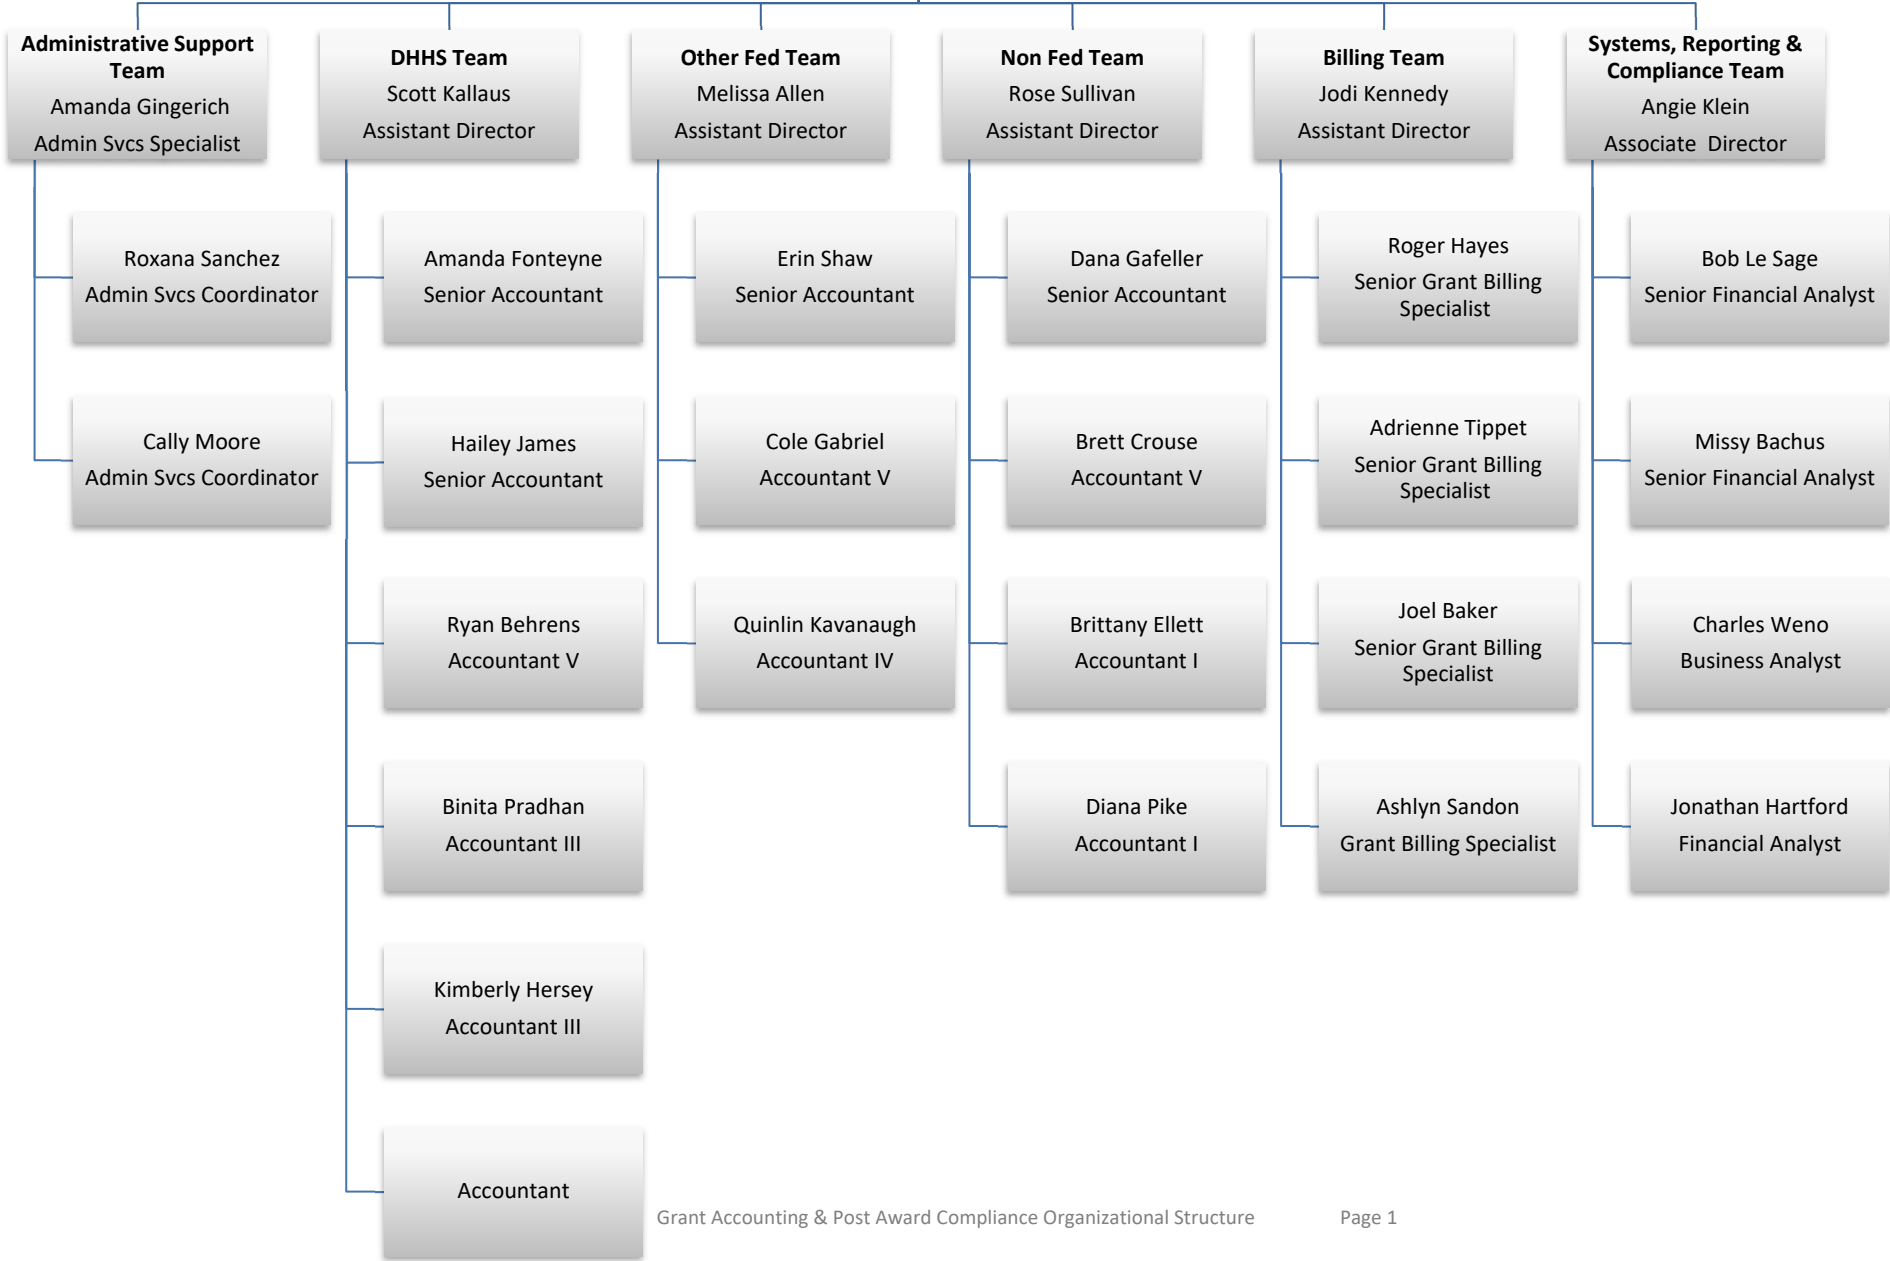 Administrative Support
Team
Amanda Gingerich
Admin Svcs Specialist
Roxana Sanchez
Admin Svcs Coordinator
Cally Moore
Admin Svcs Coordinator
DHHS Team
Scott Kallaus
Assistant Director
Amanda Fonteyne
Senior Accountant
Hailey James
Senior Accountant
Ryan Behrens
Accountant V
Binita Pradhan
Accountant III
Kimberly Hersey
Accountant III
Accountant
Other Fed Team
Melissa Allen
Assistant Director
Erin Shaw
Senior Accountant
Cole Gabriel
Accountant V
Quinlin Kavanaugh
Accountant IV
Non Fed Team
Rose Sullivan
Assistant Director
Dana Gafeller
Senior Accountant
Brett Crouse
Accountant V
Brittany Ellett
Accountant I
Diana Pike
Accountant I
Billing Team
Jodi Kennedy
Assistant Director
Roger Hayes
Senior Grant Billing
Specialist
Adrienne Tippet
Senior Grant Billing
Specialist
Joel Baker
Senior Grant Billing
Specialist
Ashlyn Sandon
Grant Billing Specialist
Systems, Reporting &
Compliance Team
Angie Klein
Associate  Director
Bob Le Sage
Senior Financial Analyst
Missy Bachus
Senior Financial Analyst
Charles Weno
Business Analyst
Jonathan Hartford
Financial Analyst
Grant Accounting & Post Award Compliance Organizational Structure Page 1